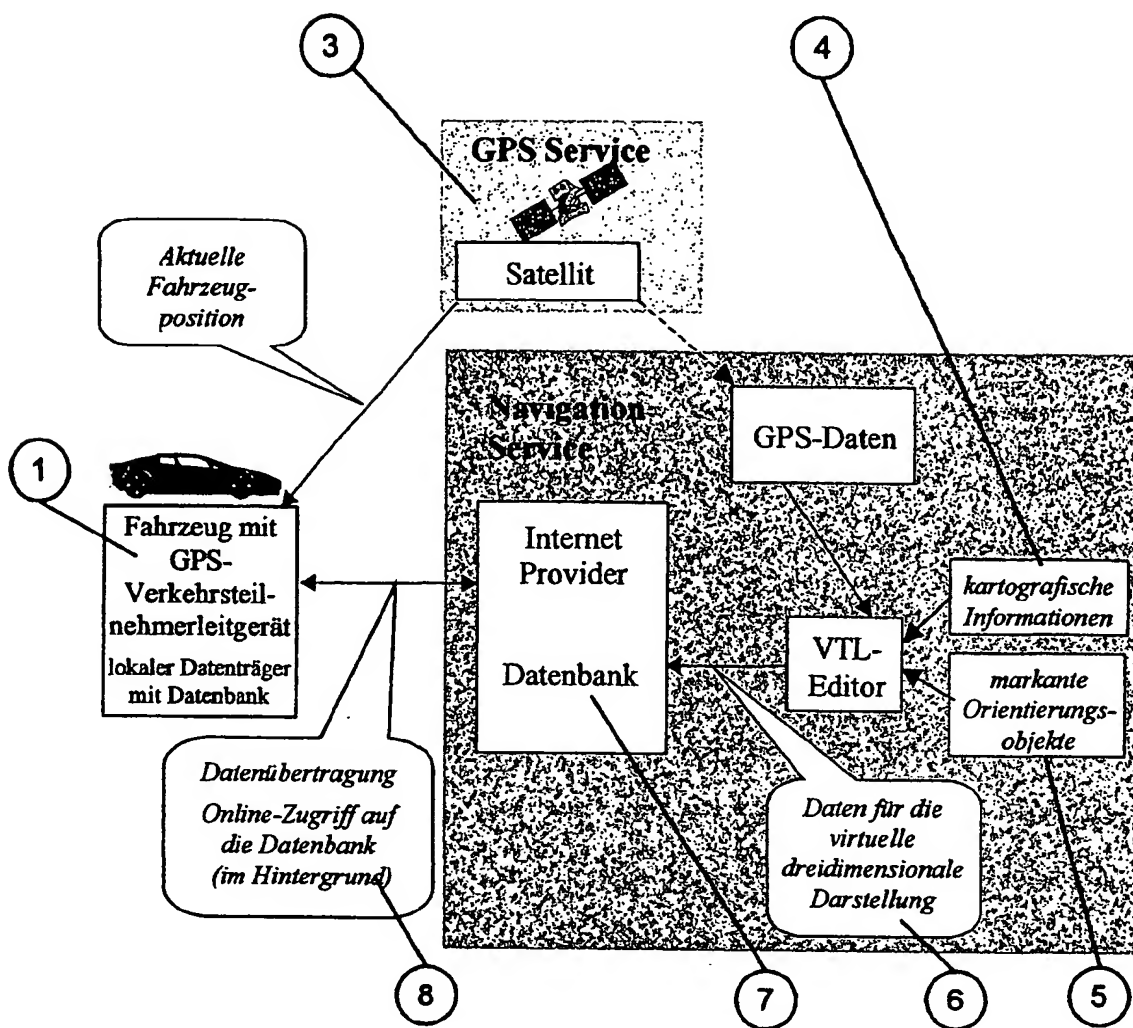 3
4
GPS Service
Satellit
Aktuelle
Fahrzeug-
position
Navigation-
Service
GPS-Daten
1
Fahrzeug mit
GPS-
Verkehrsteil-
nehmerleitgerät
lokaler Datenträger
mit Datenbank
Internet
Provider
Datenbank
VTL-
Editor
kartografische
Informationen
markante
Orientierungs-
objekte
Datenübertragung
Online-Zugriff auf
die Datenbank
(im Hintergrund)
Daten für die
virtuelle
dreidimensionale
Darstellung
8
7
6
5